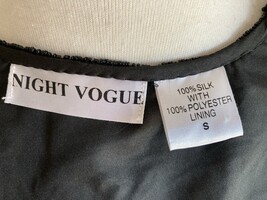 NIGHT VOGUE
100% SILK
WITH
100% POLYESTER
LINING
S